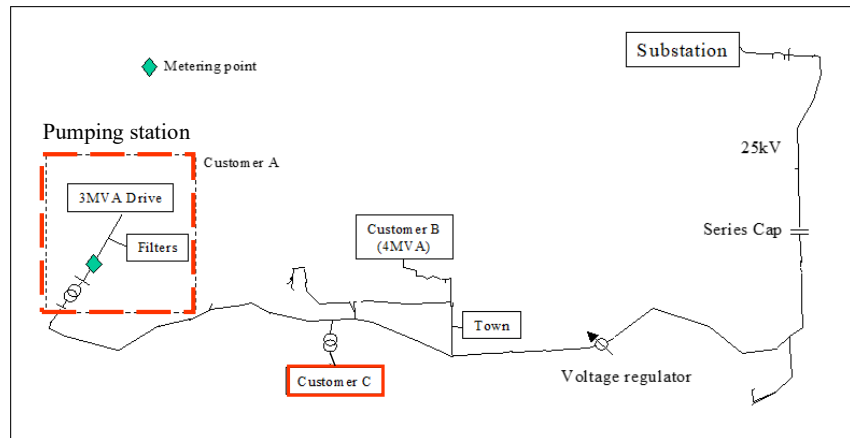 Substation
Metering point
Pumping station
25kV
Customer A
3MVA Drive
Customer B
(4MVA)
Series Cap
Filters
Town
Voltage regulator
Customer C